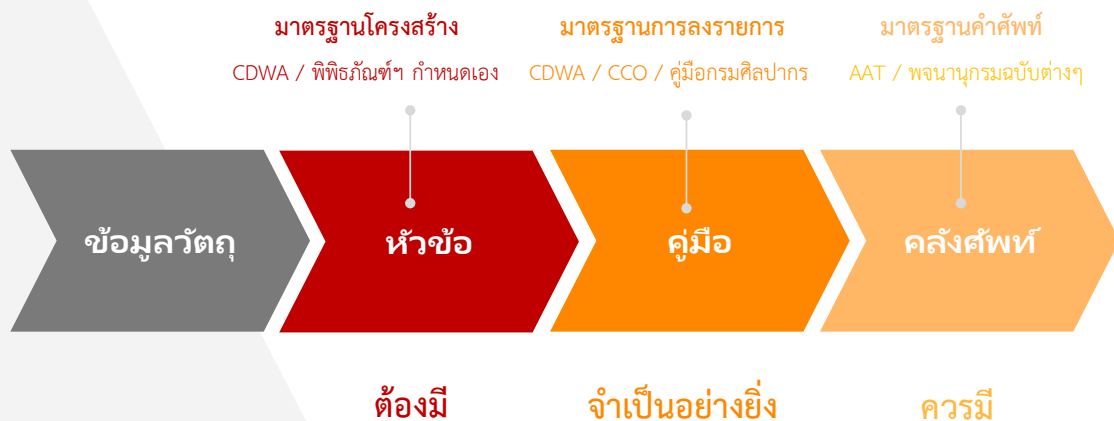 มาตรฐานโครงสร้าง
CDWA / พิพิธภัณฑ์ฯ กำหนดเอง
มาตรฐานการลงรายการ
CDWA / CCO / คู่มือกรมศิลปากร
มาตรฐานคำศัพท์
AAT / พจนานุกรมฉบับต่างๆ
ข้อมูลวัตถุ
หัวข้อ
คู่มือ
คลังศัพท์
ต้องมี
จำเป็นอย่างยิ่ง
ควรมี